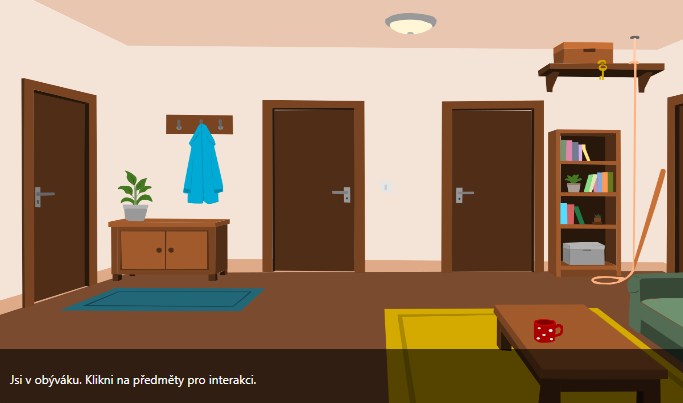 Jsi v obýváku. Klikni na předměty pro interakci.